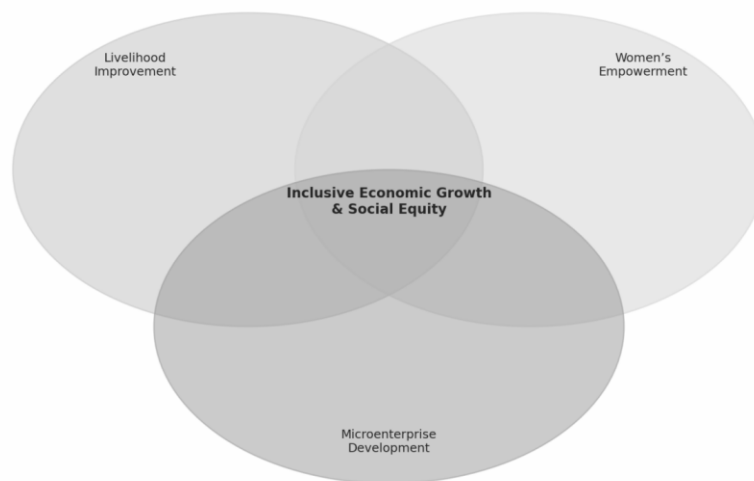 Livelihood
Improvement
Women’s
Empowerment
Inclusive Economic Growth
& Social Equity
Microenterprise
Development